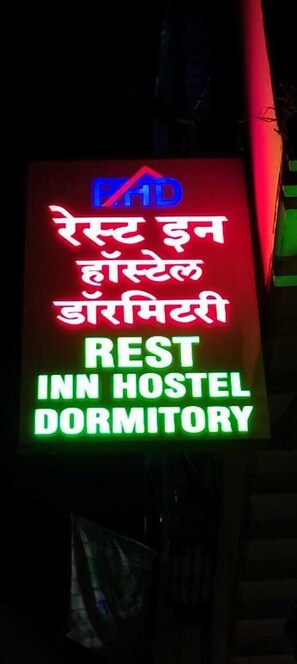 RHD
रेस्ट इन
हॉस्टेल
डॉरमिटरी
REST
INN HOSTEL
DORMITORY